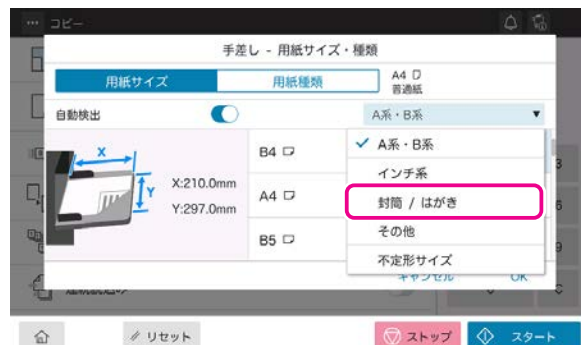 … コピー
手差し - 用紙サイズ・種類
用紙サイズ
用紙種類
A4
普通紙
自動検出
A系・B系 ▼
X
Y
X:210.0mm
Y:297.0mm
B4
A4
B5
✓ A系・B系
インチ系
封筒 / はがき
その他
不定形サイズ
キャンセル
OK
3
6
9
C
リセット
ストップ
スタート